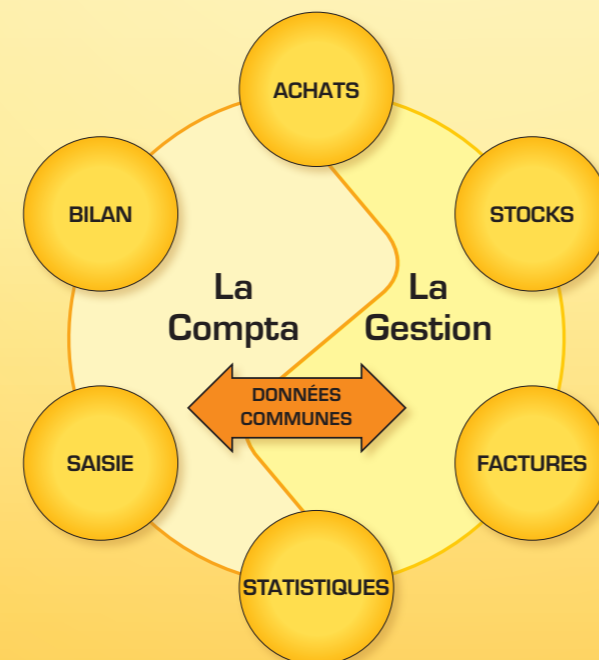 ACHATS
BILAN
STOCKS
La
Compta
La
Gestion
DONNÉES
COMMUNES
SAISIE
FACTURES
STATISTIQUES